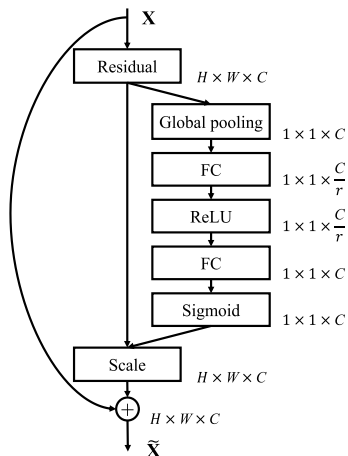 X
Residual
H × W × C
Global pooling
1 × 1 × C
FC
1 × 1 × C/r
ReLU
1 × 1 × C/r
FC
1 × 1 × C
Sigmoid
1 × 1 × C
Scale
H × W × C
+
H × W × C
X̃